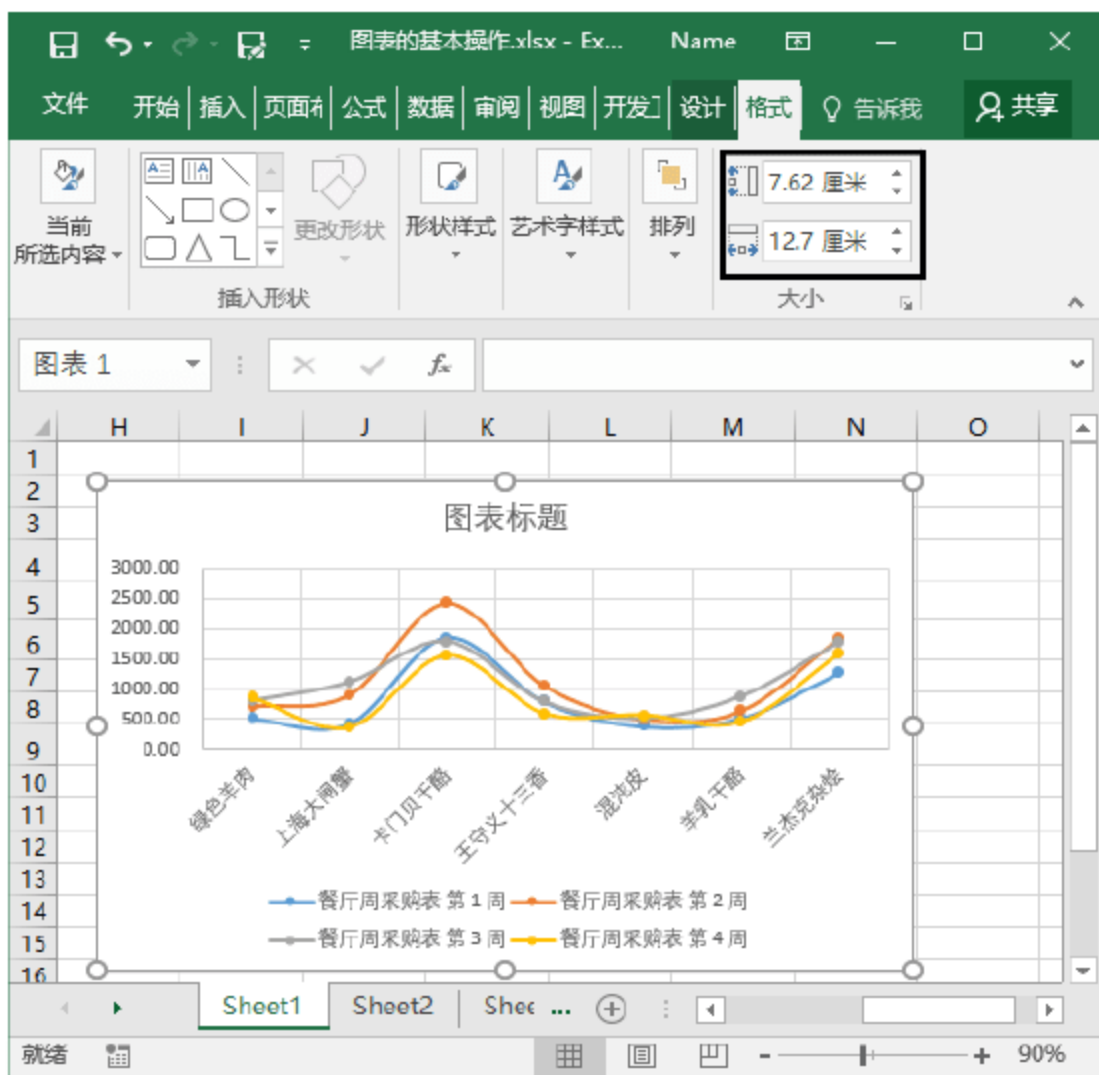 图表的基本操作.xlsx - Ex... Name
文件 开始 插入 页面布 公式 数据 审阅 视图 开发工 设计 格式 告诉我 共享
当前
所选内容
更改形状 形状样式 艺术字样式 排列
7.62 厘米
12.7 厘米
插入形状 大小
图表 1 fx
H I J K L M N O
1
2
3
4
5
6
7
8
9
10
11
12
13
14
15
16
图表标题
3000.00
2500.00
2000.00
1500.00
1000.00
500.00
0.00
绿色羊肉 上海大闸蟹 卡门贝干酪 王守义十三香 混沌皮 羊乳干酪 兰杰克杂烩
餐厅周采购表 第 1 周 餐厅周采购表 第 2 周
餐厅周采购表 第 3 周 餐厅周采购表 第 4 周
Sheet1 Sheet2 Shee ...
就绪 90%